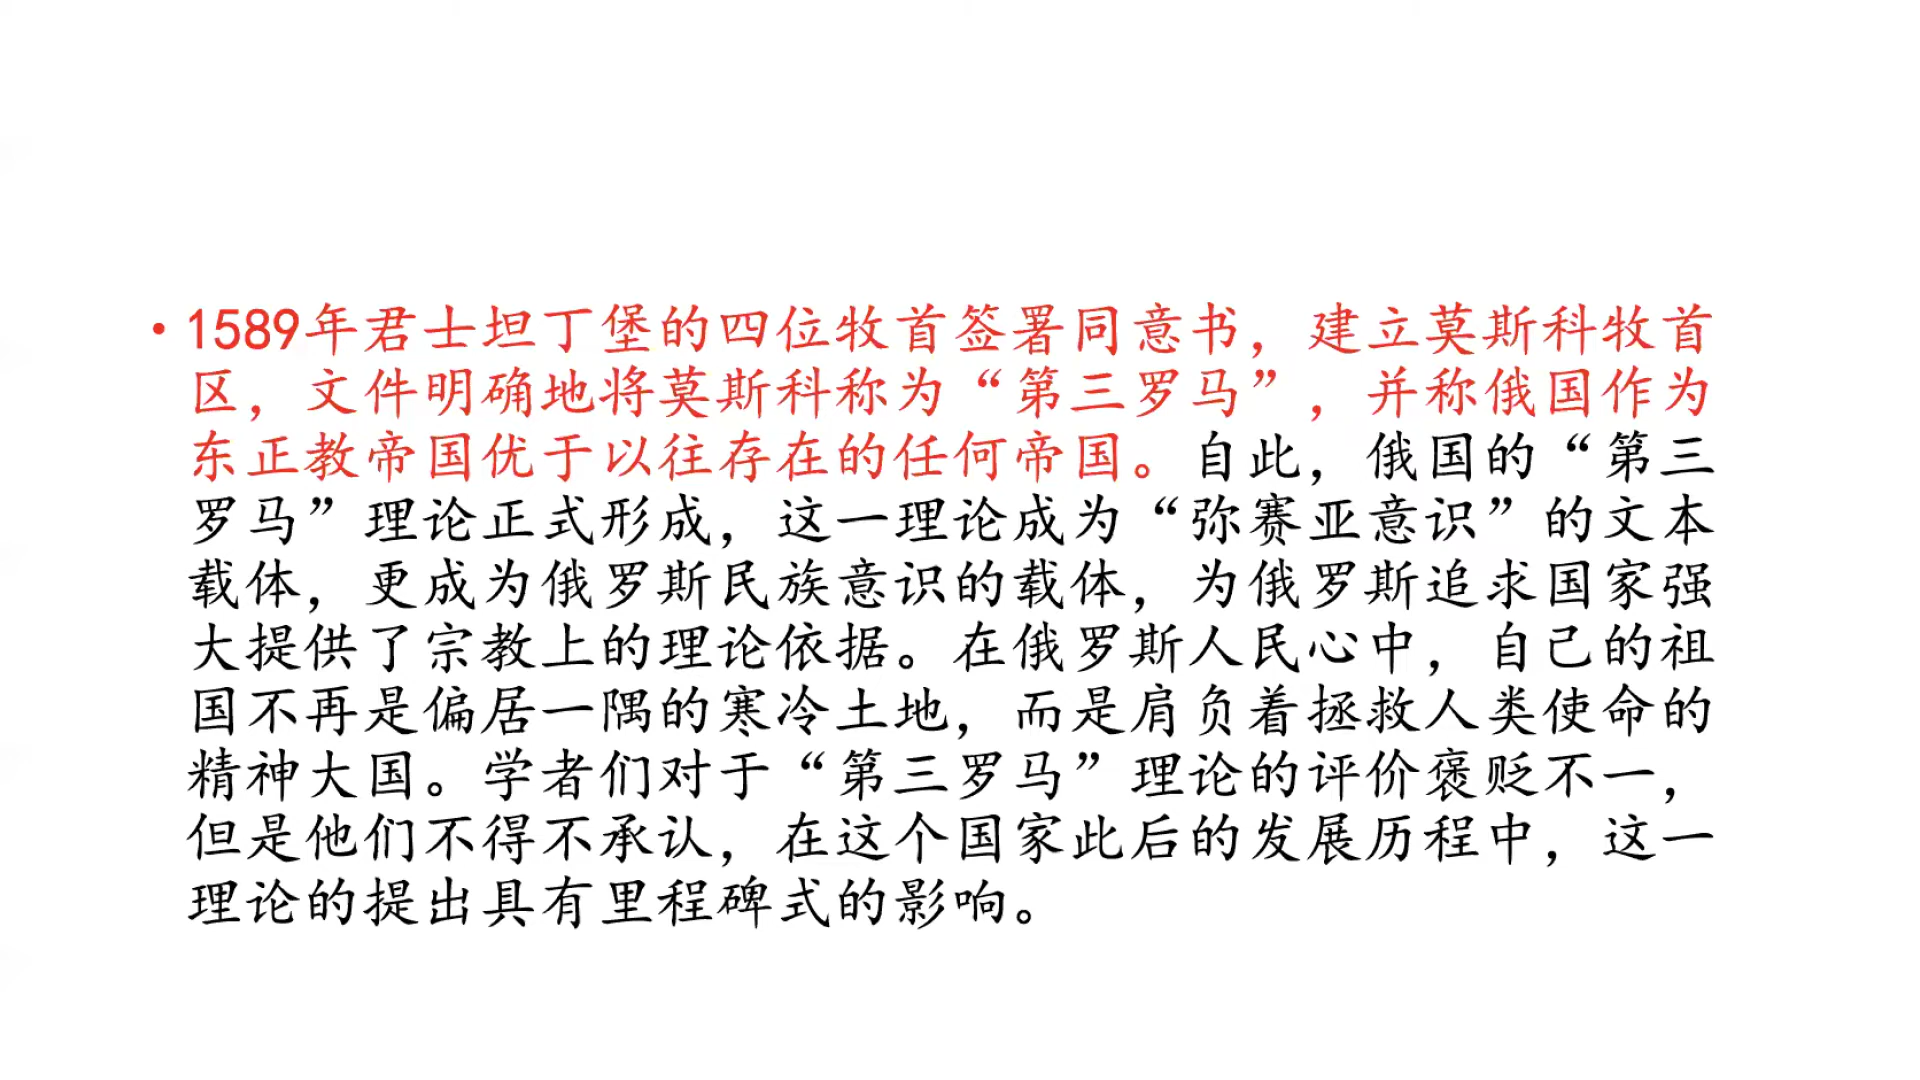 • 1589年君士坦丁堡的四位牧首签署同意书，建立莫斯科牧首
区，文件明确地将莫斯科称为“第三罗马”，并称俄国作为
东正教帝国优于以往存在的任何帝国。自此，俄国的“第三
罗马”理论正式形成，这一理论成为“弥赛亚意识”的文本
载体，更成为俄罗斯民族意识的载体，为俄罗斯追求国家强
大提供了宗教上的理论依据。在俄罗斯人民心中，自己的祖
国不再是偏居一隅的寒冷土地，而是肩负着拯救人类使命的
精神大国。学者们对于“第三罗马”理论的评价褒贬不一，
但是他们不得不承认，在这个国家此后的发展历程中，这一
理论的提出具有里程碑式的影响。